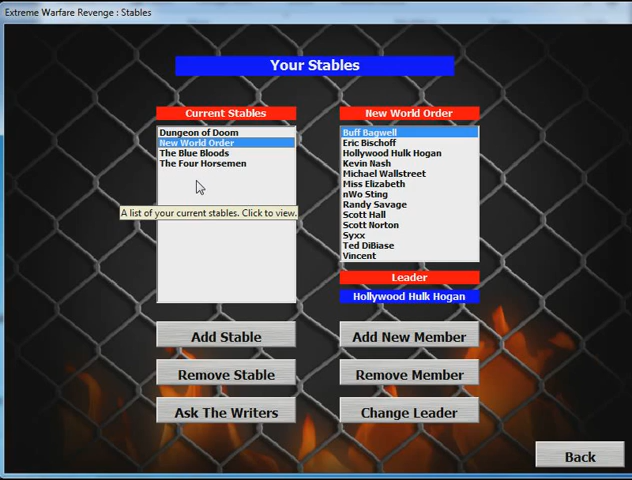 Extreme Warfare Revenge : Stables
Your Stables
Current Stables
Dungeon of Doom
New World Order
The Blue Bloods
The Four Horsemen
A list of your current stables. Click to view.
New World Order
Buff Bagwell
Eric Bischoff
Hollywood Hulk Hogan
Kevin Nash
Michael Wallstreet
Miss Elizabeth
nWo Sting
Randy Savage
Scott Hall
Scott Norton
Syxx
Ted DiBiase
Vincent
Leader
Hollywood Hulk Hogan
Add Stable
Add New Member
Remove Stable
Remove Member
Ask The Writers
Change Leader
Back